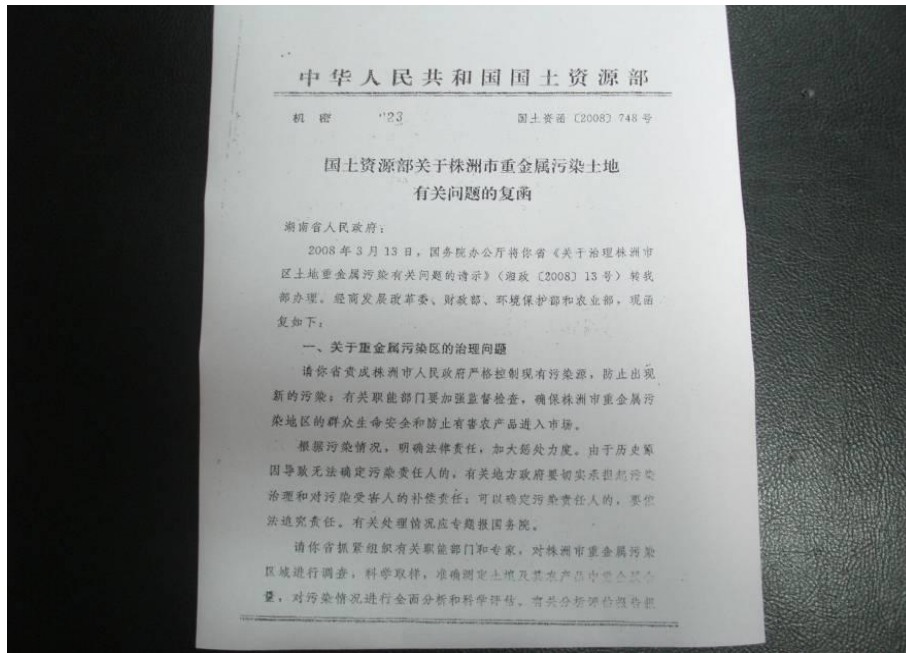 中华人民共和国国土资源部
机 密 23 国土资函〔2008〕748号
国土资源部关于株洲市重金属污染土地
有关问题的复函
湖南省人民政府：
2008年3月13日，国务院办公厅将你省《关于治理株洲市
区土地重金属污染有关问题的请示》（湘政〔2008〕13号）转我
部办理。经商发展改革委、财政部、环境保护部和农业部，现函
复如下：
一、关于重金属污染区的治理问题
请你省责成株洲市人民政府严格控制现有污染源，防止出现
新的污染；有关职能部门要加强监督检查，确保株洲市重金属污
染地区的群众生命安全和防止有害农产品进入市场。
根据污染情况，明确法律责任，加大惩处力度。由于历史原
因导致无法确定污染责任人的，有关地方政府要切实承担起污染
治理和对污染受害人的补偿责任；可以确定污染责任人的，要依
法追究责任。有关处理情况应专题报国务院。
请你省抓紧组织有关职能部门和专家，对株洲市重金属污染
区域进行调查，科学取样，准确测定土壤及其农产品中重金属含
量，对污染情况进行全面分析和科学评估。有关分析评估报告报